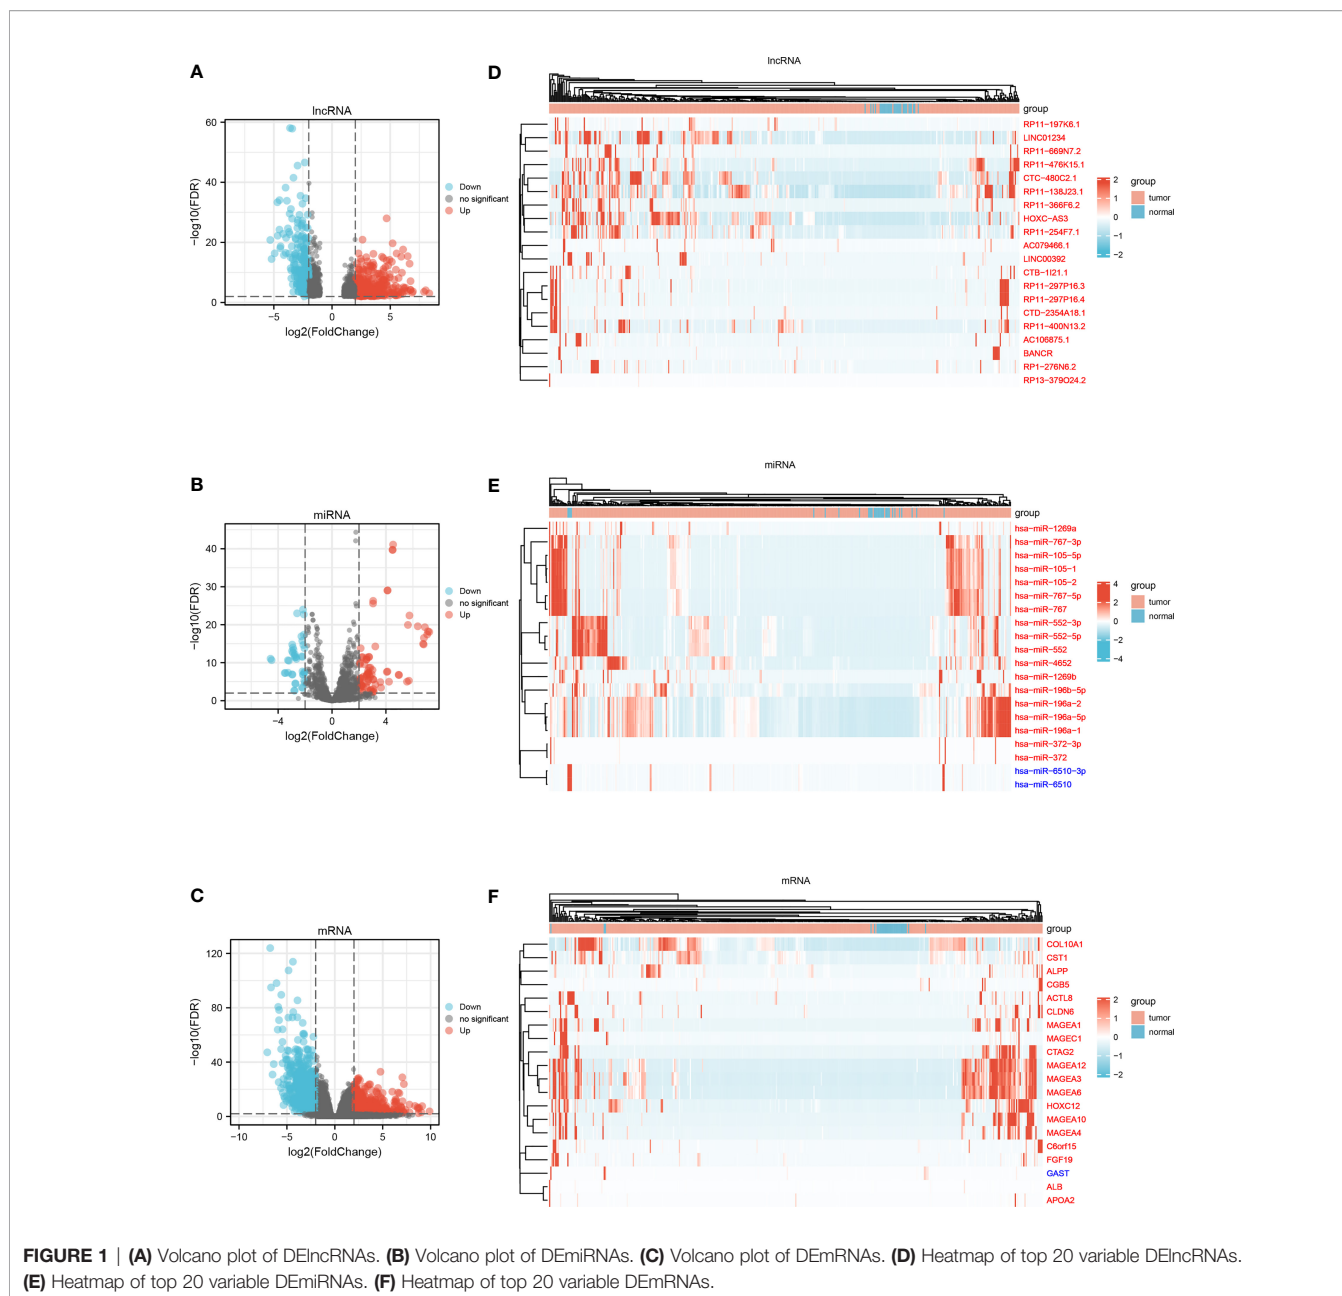 A
lncRNA
60
40
20
0
−5
0
5
−log10(FDR)
log2(FoldChange)
Down
no significant
Up
D
lncRNA
group
RP11−197K6.1
LINC01234
RP11−669N7.2
RP11−476K15.1
CTC−480C2.1
RP11−138J23.1
RP11−366F6.2
HOXC−AS3
RP11−254F7.1
AC079466.1
LINC00392
CTB−1I21.1
RP11−297P16.3
RP11−297P16.4
CTD−2354A18.1
RP11−400N13.2
AC106875.1
BANCR
RP1−276N6.2
RP13−379O24.2
2
1
0
−1
−2
group
tumor
normal
B
miRNA
40
30
20
10
0
−4
0
4
−log10(FDR)
log2(FoldChange)
Down
no significant
Up
E
miRNA
group
hsa−miR−1269a
hsa−miR−767−3p
hsa−miR−105−5p
hsa−miR−105−1
hsa−miR−105−2
hsa−miR−767−5p
hsa−miR−767
hsa−miR−552−3p
hsa−miR−552−5p
hsa−miR−552
hsa−miR−4652
hsa−miR−1269b
hsa−miR−196b−5p
hsa−miR−196a−2
hsa−miR−196a−5p
hsa−miR−196a−1
hsa−miR−372−3p
hsa−miR−372
hsa−miR−6510−3p
hsa−miR−6510
4
2
0
−2
−4
group
tumor
normal
C
mRNA
120
80
40
0
−10
−5
0
5
10
−log10(FDR)
log2(FoldChange)
Down
no significant
Up
F
mRNA
group
COL10A1
CST1
ALPP
CGB5
ACTL8
CLDN6
MAGEA1
MAGEC1
CTAG2
MAGEA12
MAGEA3
MAGEA6
HOXC12
MAGEA10
MAGEA4
C6orf15
FGF19
GAST
ALB
APOA2
2
1
0
−1
−2
group
tumor
normal
FIGURE 1 | (A) Volcano plot of DElncRNAs. (B) Volcano plot of DEmiRNAs. (C) Volcano plot of DEmRNAs. (D) Heatmap of top 20 variable DElncRNAs.
(E) Heatmap of top 20 variable DEmiRNAs. (F) Heatmap of top 20 variable DEmRNAs.